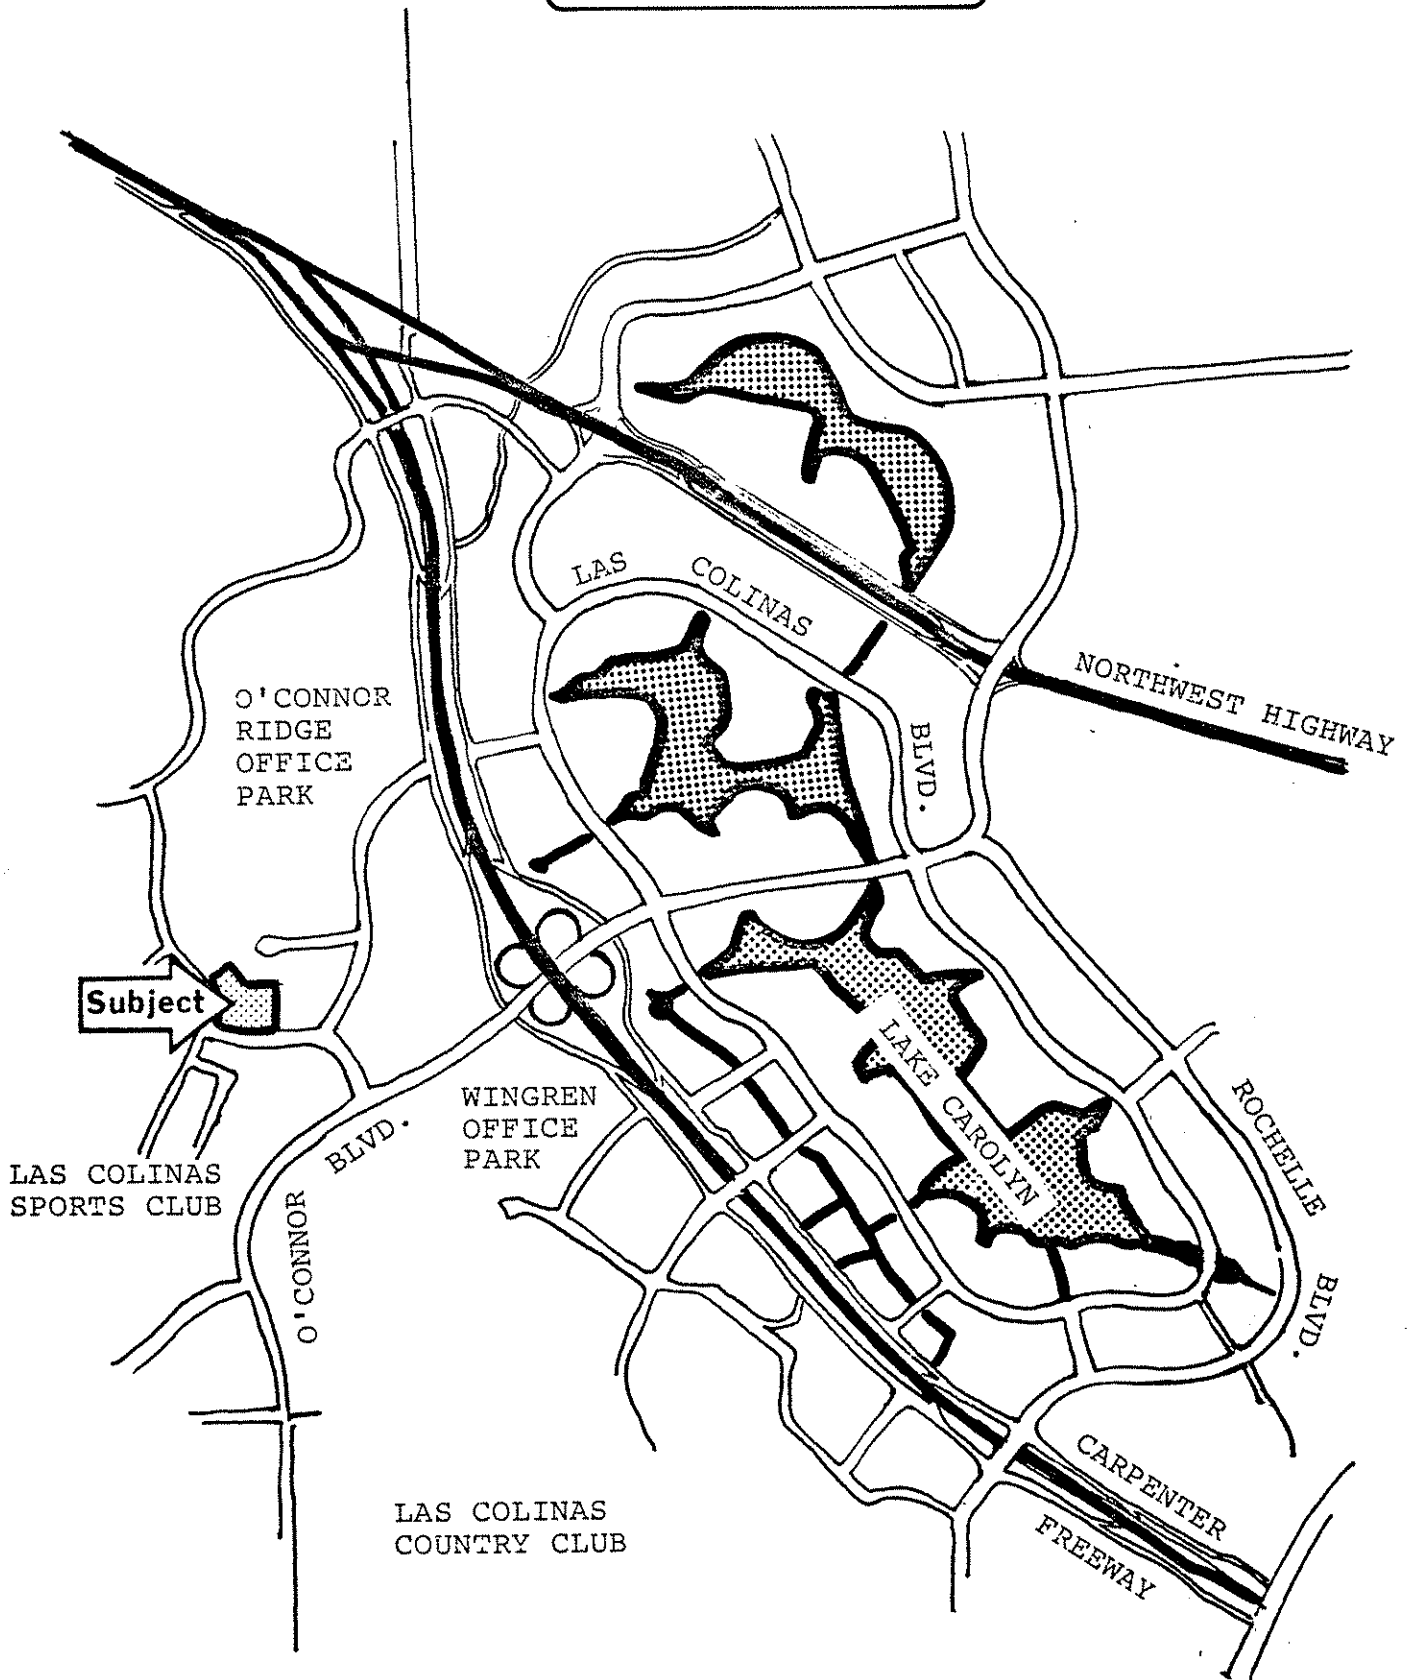 LAS COLINAS BLVD.
NORTHWEST HIGHWAY
O'CONNOR
RIDGE
OFFICE
PARK
Subject
LAKE CAROLYN
WINGREN
OFFICE
PARK
ROCHELLE BLVD.
LAS COLINAS
SPORTS CLUB
O'CONNOR BLVD.
LAS COLINAS
COUNTRY CLUB
CARPENTER
FREEWAY